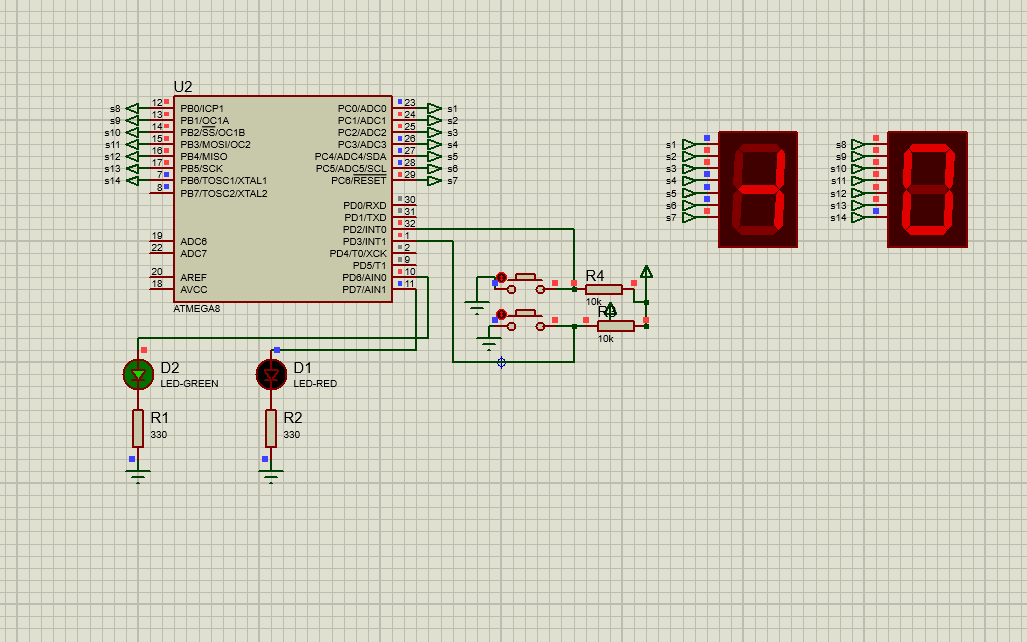 U2
s8 12 PB0/ICP1 PC0/ADC0 23 s1
s9 13 PB1/OC1A PC1/ADC1 24 s2
s10 14 PB2/SS/OC1B PC2/ADC2 25 s3
s11 15 PB3/MOSI/OC2 PC3/ADC3 26 s4
s12 16 PB4/MISO PC4/ADC4/SDA 27 s5
s13 17 PB5/SCK PC5/ADC5/SCL 28 s6
s14 7 PB6/TOSC1/XTAL1 PC6/RESET 29 s7
8 PB7/TOSC2/XTAL2
PD0/RXD 30
PD1/TXD 31
PD2/INT0 32
19 ADC6 PD3/INT1 1
22 ADC7 PD4/T0/XCK 2
PD5/T1 9
20 AREF PD6/AIN0 10
18 AVCC PD7/AIN1 11
ATMEGA8
s1
s2
s3
s4
s5
s6
s7
s8
s9
s10
s11
s12
s13
s14
0
R4
10k
10k
D2
LED-GREEN
D1
LED-RED
R1
330
R2
330